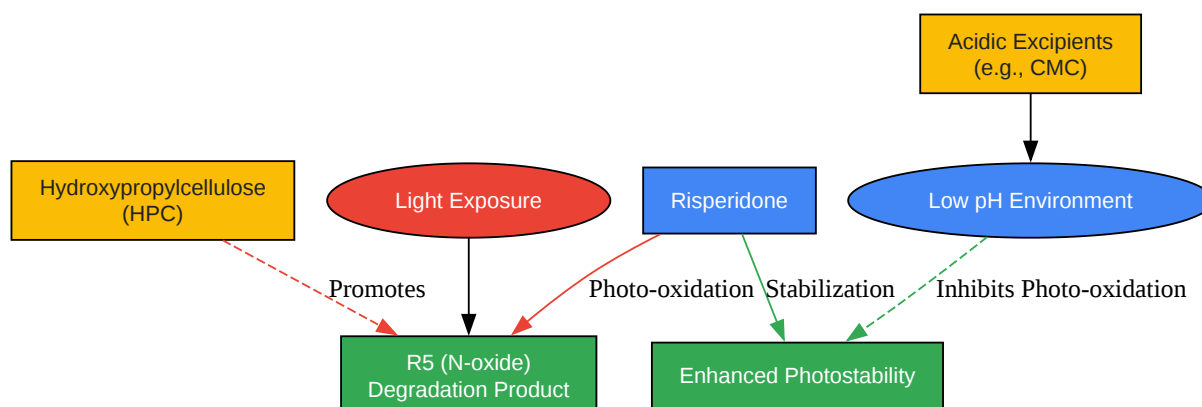 Acidic Excipients
(e.g., CMC)
Hydroxypropylcellulose
(HPC)
Light Exposure
Risperidone
Low pH Environment
Promotes
Photo-oxidation
Stabilization
Inhibits Photo-oxidation
R5 (N-oxide)
Degradation Product
Enhanced Photostability